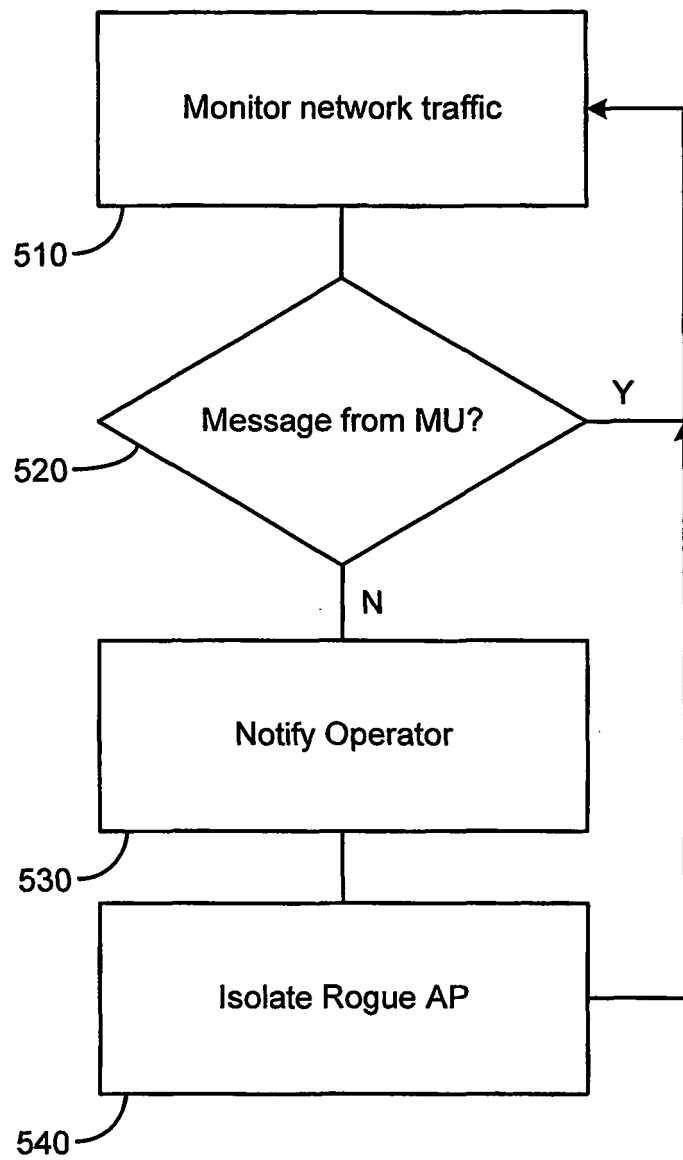 Monitor network traffic
510
Message from MU?
Y
520
N
Notify Operator
530
Isolate Rogue AP
540